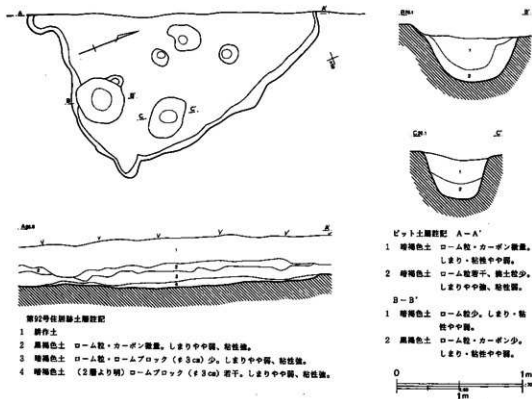 A
A'
B
B'
C
C'
B
B'
C
C'
A
A'
1
2
1
2
1
2
3
4
第92号住居跡土層註記
1 耕作土
2 黒褐色土 ローム粒・カーボン微量。しまりやや弱、粘性強。
3 暗褐色土 ローム粒・ロームブロック(φ3cm)少。しまりやや弱、粘性強。
4 暗褐色土 (2層より明)ロームブロック(φ3cm)若干。しまりやや弱、粘性強。
ピット土層註記 A-A'
1 暗褐色土 ローム粒・カーボン微量。
しまり・粘性やや弱。
2 暗褐色土 ローム粒若干、焼土粒少。
しまりやや強、粘性弱。
B-B'
1 暗褐色土 ローム粒少。しまり・粘
性やや弱。
2 黒褐色土 ローム粒・カーボン少。
しまり・粘性やや弱。
0 1m
1m